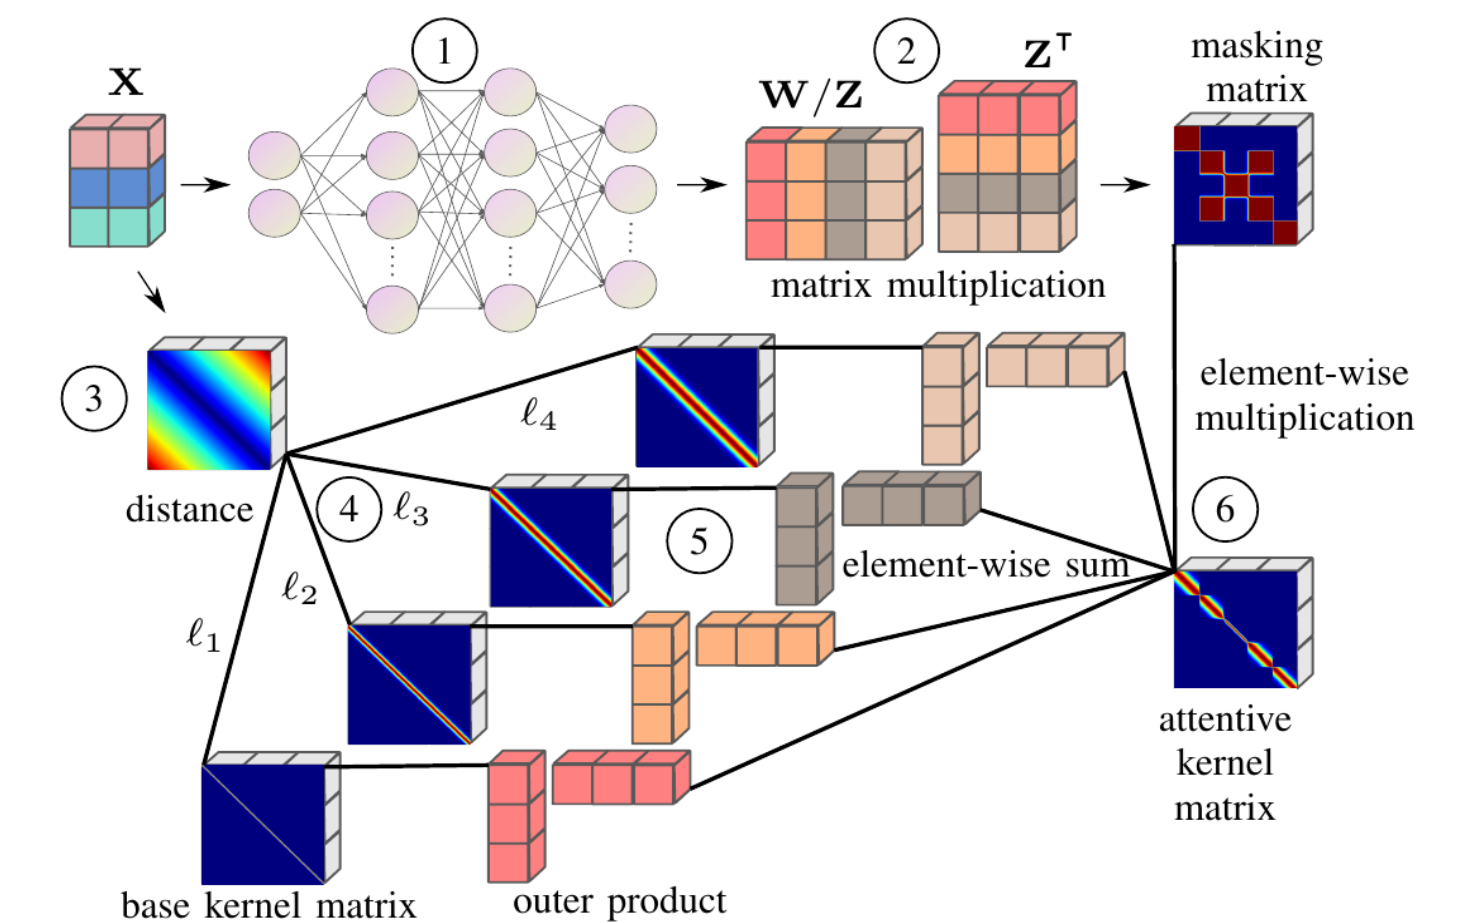 1
2
X
W/Z
Z⊤
masking
matrix
matrix multiplication
3
distance
ℓ4
element-wise
multiplication
4
ℓ3
5
6
element-wise sum
ℓ2
ℓ1
attentive
kernel
matrix
base kernel matrix
outer product